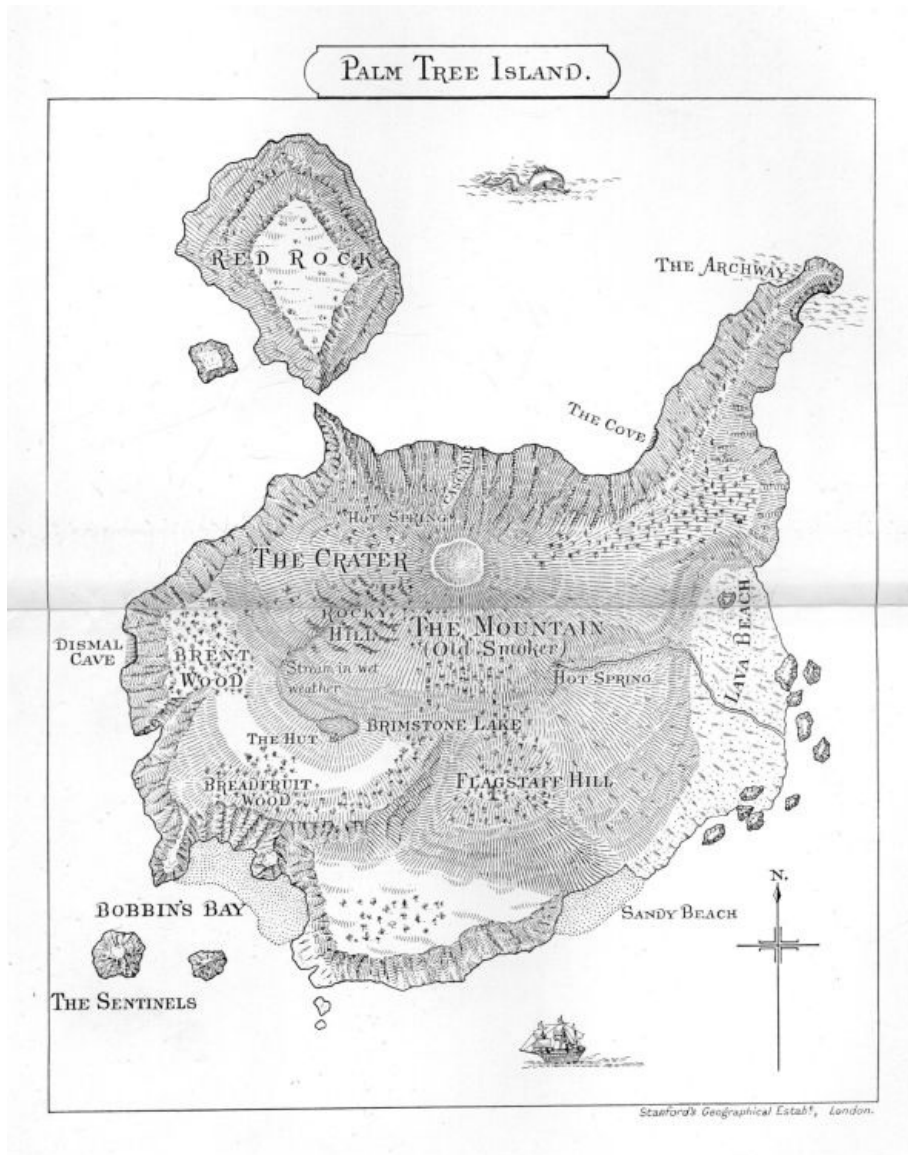 PALM TREE ISLAND.
RED ROCK
THE ARCHWAY
THE COVE
CASCADE
HOT SPRING
THE CRATER
ROCKY
HILL
THE MOUNTAIN
(Old Smoker)
LAVA BEACH
DISMAL
CAVE
BRENT
WOOD
Stream in wet
weather
HOT SPRING
BRIMSTONE LAKE
THE HUT
BREADFRUIT
WOOD
FLAGSTAFF HILL
BOBBIN'S BAY
SANDY BEACH
N.
THE SENTINELS
Stanford's Geographical Estabt, London.